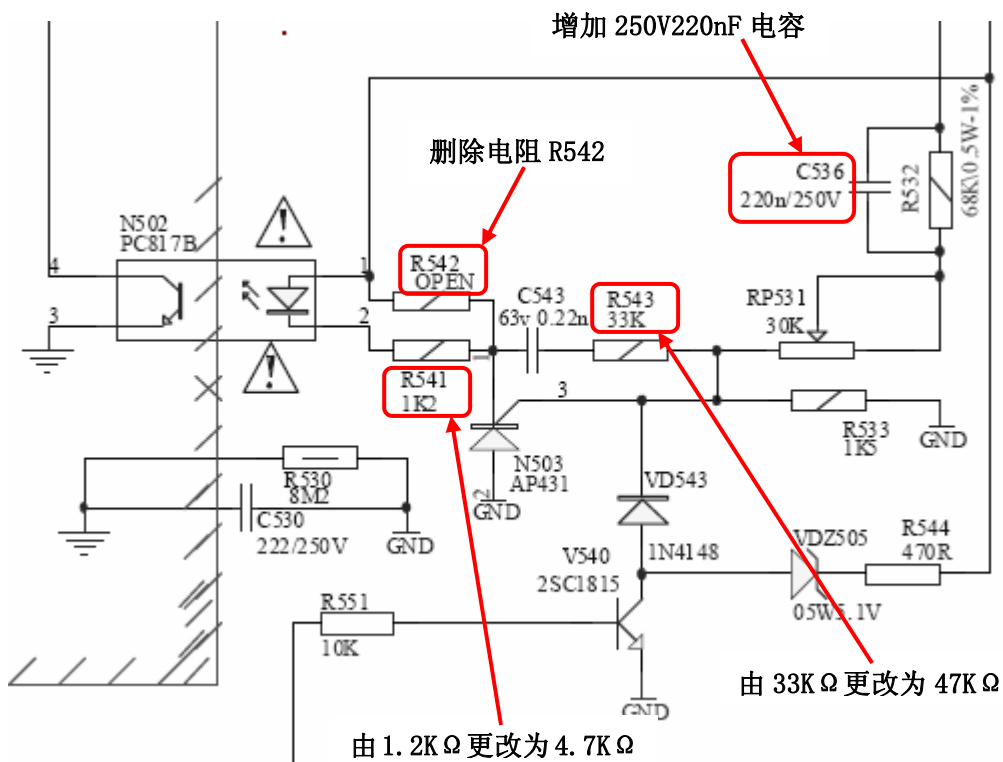 增加 250V220nF 电容
删除电阻 R542
C536
220n/250V
R532
68K\0.5W-1%
N502
PC817B
4
3
1
2
R542
OPEN
C543
63v 0.22n
R543
33K
RP531
30K
R541
1K2
1
3
2
N503
AP431
GND
R533
1K5
GND
R530
8M2
C530
222/250V
GND
VD543
1N4148
V540
2SC1815
VDZ505
05W5.1V
R544
470R
R551
10K
GND
由 33KΩ更改为 47KΩ
由 1.2KΩ更改为 4.7KΩ